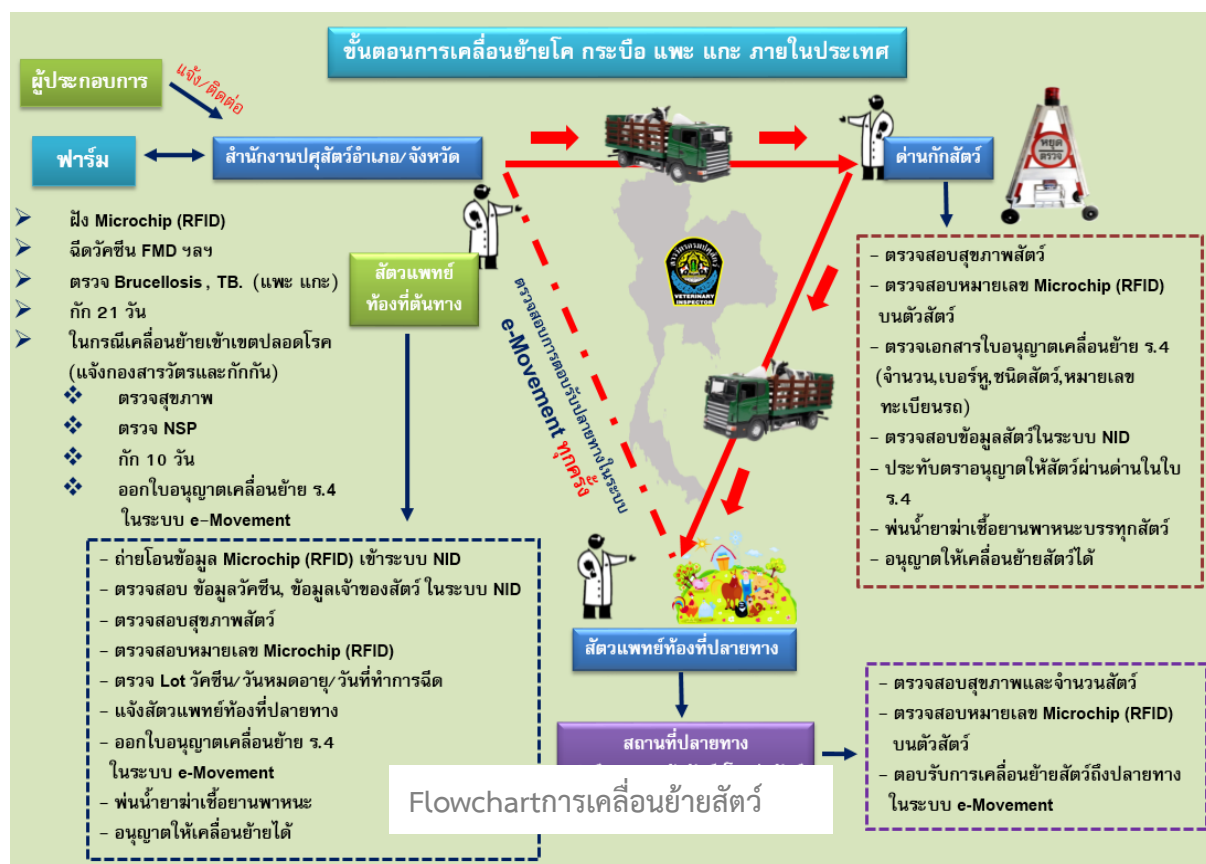 ขั้นตอนการเคลื่อนย้ายโค กระบือ แพะ แกะ ภายในประเทศ
ผู้ประกอบการ
แจ้ง/ติดต่อ
ฟาร์ม
สำนักงานปศุสัตว์อำเภอ/จังหวัด
ด่านกักสัตว์
หยุด
ตรวจ
ฝัง Microchip (RFID)
ฉีดวัคซีน FMD ฯลฯ
ตรวจ Brucellosis , TB. (แพะ แกะ)
กัก 21 วัน
ในกรณีเคลื่อนย้ายเข้าเขตปลอดโรค
(แจ้งกองสารวัตรและกักกัน)
ตรวจสุขภาพ
ตรวจ NSP
กัก 10 วัน
ออกใบอนุญาตเคลื่อนย้าย ร.4
ในระบบ e-Movement
สัตวแพทย์
ท้องที่ต้นทาง
สารวัตรกรมปศุสัตว์
VETERINARY
INSPECTOR
ตรวจสอบการตอบรับปลายทางในระบบ
e-Movement ทุกครั้ง
- ตรวจสอบสุขภาพสัตว์
- ตรวจสอบหมายเลข Microchip (RFID)
บนตัวสัตว์
- ตรวจเอกสารใบอนุญาตเคลื่อนย้าย ร.4
(จำนวน,เบอร์หู,ชนิดสัตว์,หมายเลข
ทะเบียนรถ)
- ตรวจสอบข้อมูลสัตว์ในระบบ NID
- ประทับตราอนุญาตให้สัตว์ผ่านด่านในใบ
ร.4
- พ่นน้ำยาฆ่าเชื้อยานพาหนะบรรทุกสัตว์
- อนุญาตให้เคลื่อนย้ายสัตว์ได้
- ถ่ายโอนข้อมูล Microchip (RFID) เข้าระบบ NID
- ตรวจสอบ ข้อมูลวัคซีน, ข้อมูลเจ้าของสัตว์ ในระบบ NID
- ตรวจสอบสุขภาพสัตว์
- ตรวจสอบหมายเลข Microchip (RFID)
- ตรวจ Lot วัคซีน/วันหมดอายุ/วันที่ทำการฉีด
- แจ้งสัตวแพทย์ท้องที่ปลายทาง
- ออกใบอนุญาตเคลื่อนย้าย ร.4
ในระบบ e-Movement
- พ่นน้ำยาฆ่าเชื้อยานพาหนะ
- อนุญาตให้เคลื่อนย้ายได้
สัตวแพทย์ท้องที่ปลายทาง
สถานที่ปลายทาง
- ตรวจสอบสุขภาพและจำนวนสัตว์
- ตรวจสอบหมายเลข Microchip (RFID)
บนตัวสัตว์
- ตอบรับการเคลื่อนย้ายสัตว์ถึงปลายทาง
ในระบบ e-Movement
Flowchartการเคลื่อนย้ายสัตว์